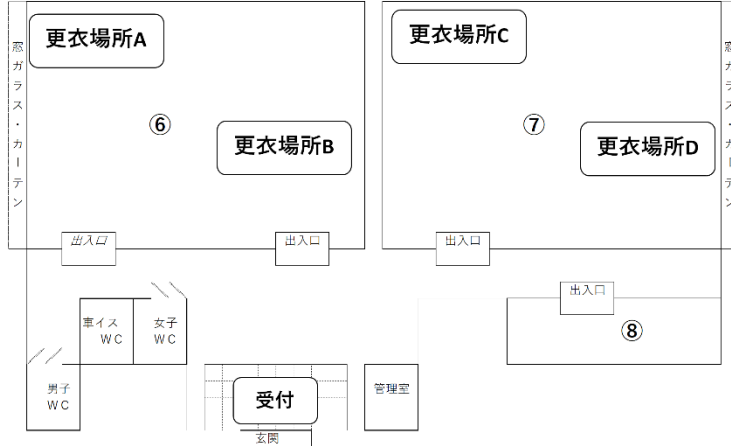 更衣場所A
更衣場所C
窓ガラス・カーテン
窓ガラス・カーテン
⑥
⑦
更衣場所B
更衣場所D
出入口
出入口
出入口
出入口
車イス
WC
女子
WC
⑧
男子
WC
受付
管理室
玄関